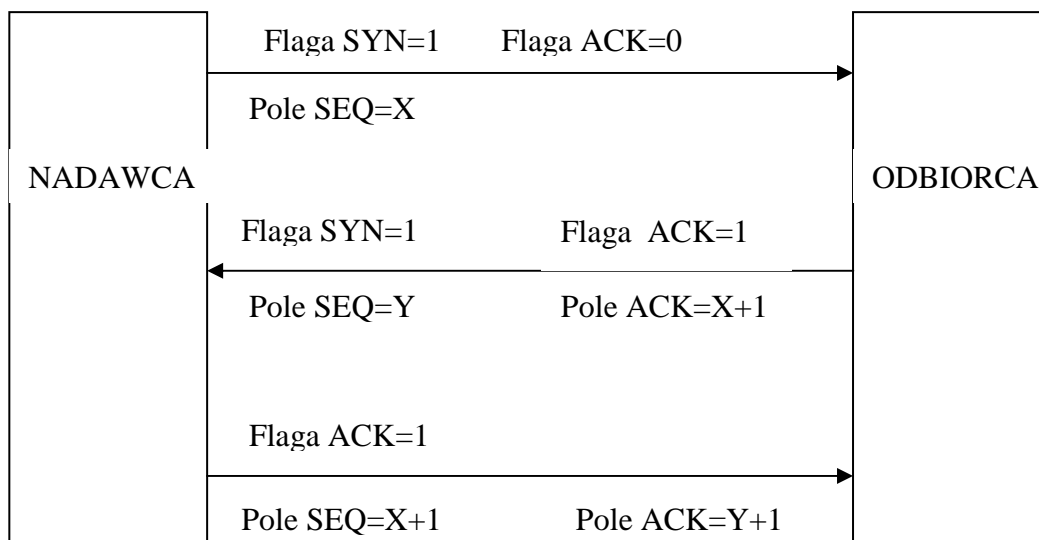 Flaga SYN=1 Flaga ACK=0
Pole SEQ=X
NADAWCA ODBIORCA
Flaga SYN=1 Flaga ACK=1
Pole SEQ=Y Pole ACK=X+1
Flaga ACK=1
Pole SEQ=X+1 Pole ACK=Y+1